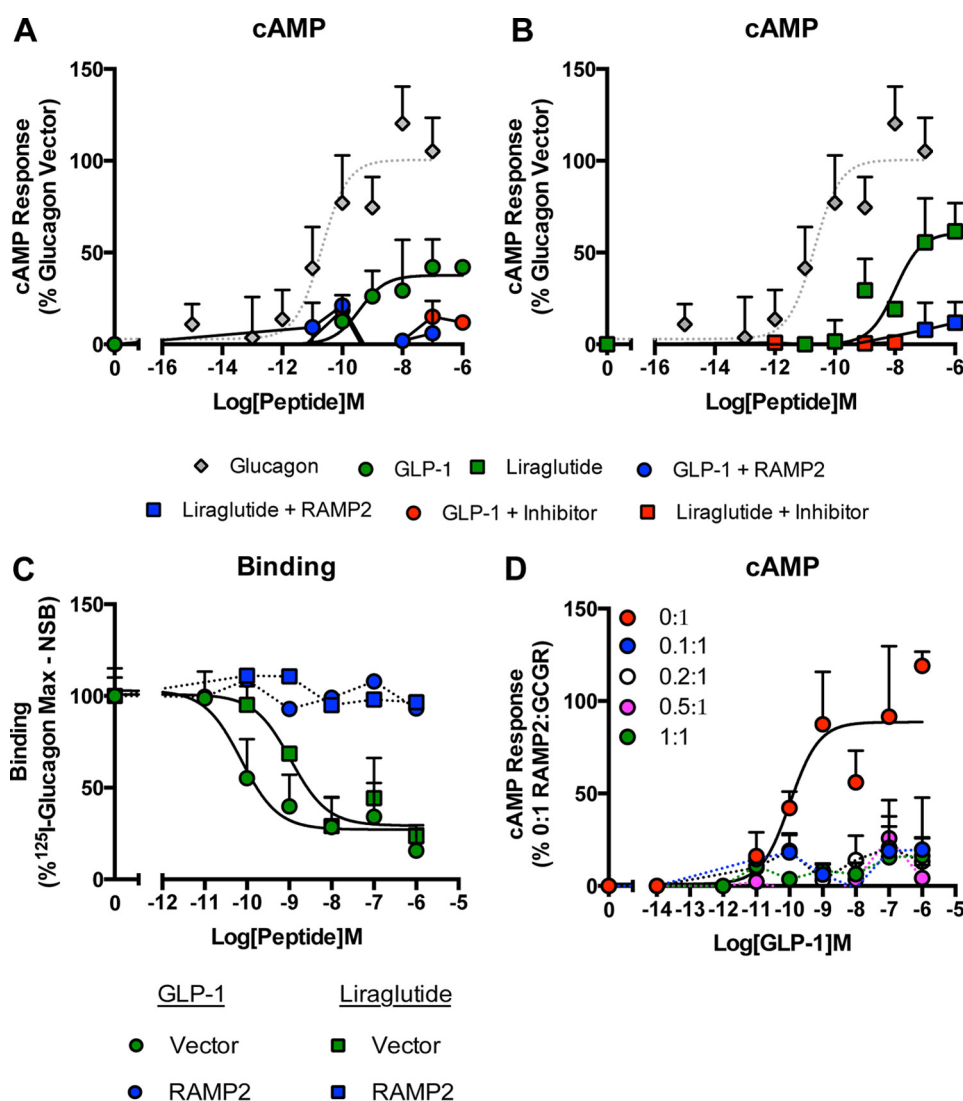 A
cAMP
cAMP Response
(% Glucagon Vector)
150
100
50
0
0 -16 -14 -12 -10 -8 -6
Log[Peptide]M
B
cAMP
cAMP Response
(% Glucagon Vector)
150
100
50
0
0 -16 -14 -12 -10 -8 -6
Log[Peptide]M
Glucagon GLP-1 Liraglutide GLP-1 + RAMP2
Liraglutide + RAMP2 GLP-1 + Inhibitor Liraglutide + Inhibitor
C
Binding
Binding
(%¹²⁵I-Glucagon Max - NSB)
150
100
50
0
0 -12 -11 -10 -9 -8 -7 -6 -5
Log[Peptide]M
GLP-1 Liraglutide
Vector Vector
RAMP2 RAMP2
D
cAMP
cAMP Response
(% 0:1 RAMP2:GCGR)
150
100
50
0
0:1
0.1:1
0.2:1
0.5:1
1:1
0 -14 -13 -12 -11 -10 -9 -8 -7 -6 -5
Log[GLP-1]M